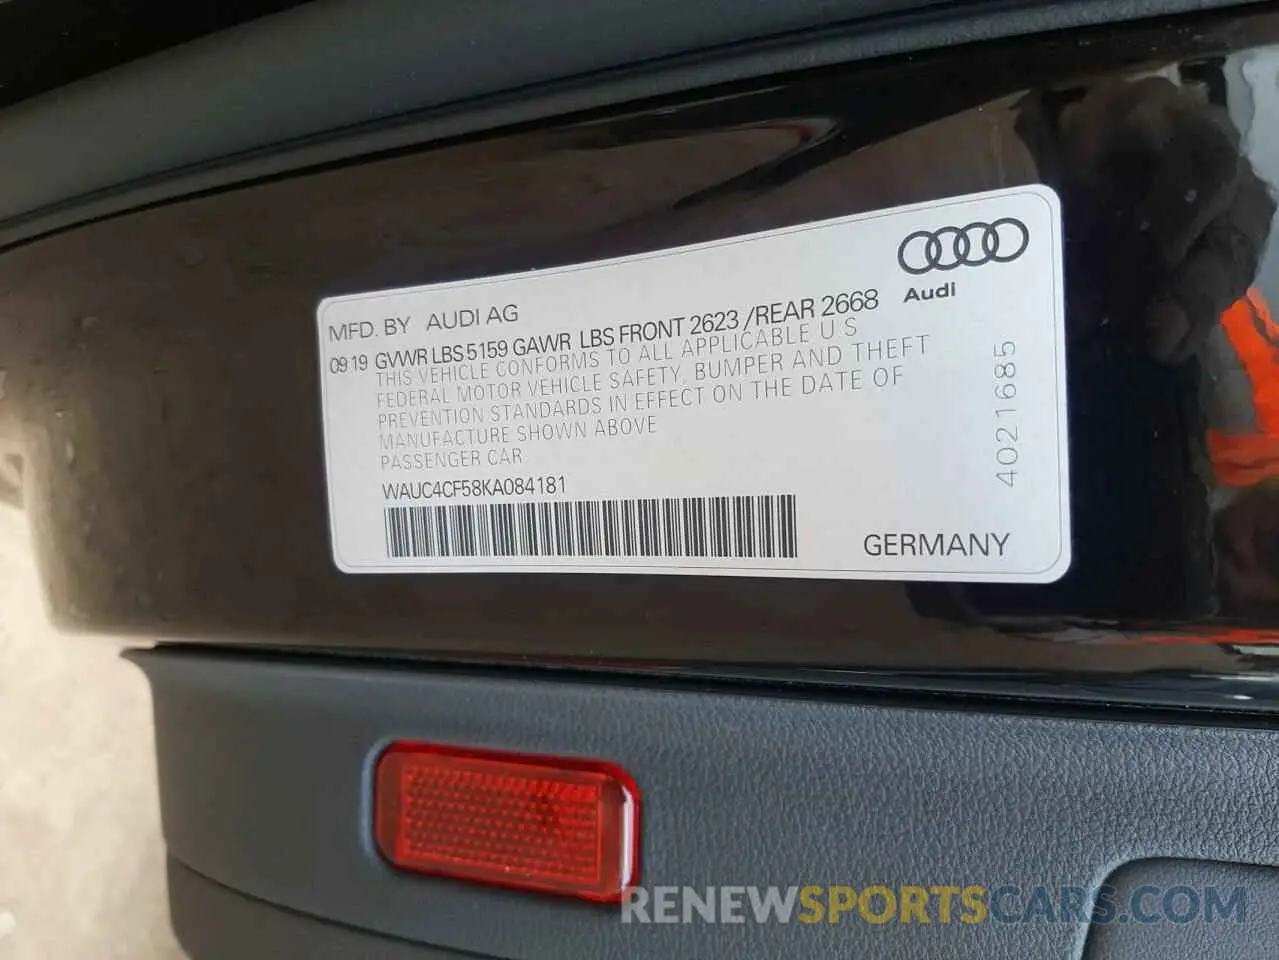 Audi
MFD. BY AUDI AG
09 19 GVWR LBS 5159 GAWR LBS FRONT 2623 /REAR 2668
THIS VEHICLE CONFORMS TO ALL APPLICABLE U S
FEDERAL MOTOR VEHICLE SAFETY, BUMPER AND THEFT
PREVENTION STANDARDS IN EFFECT ON THE DATE OF
MANUFACTURE SHOWN ABOVE
PASSENGER CAR
WAUC4CF58KA084181
GERMANY
4021685
RENEWSPORTSCARS.COM